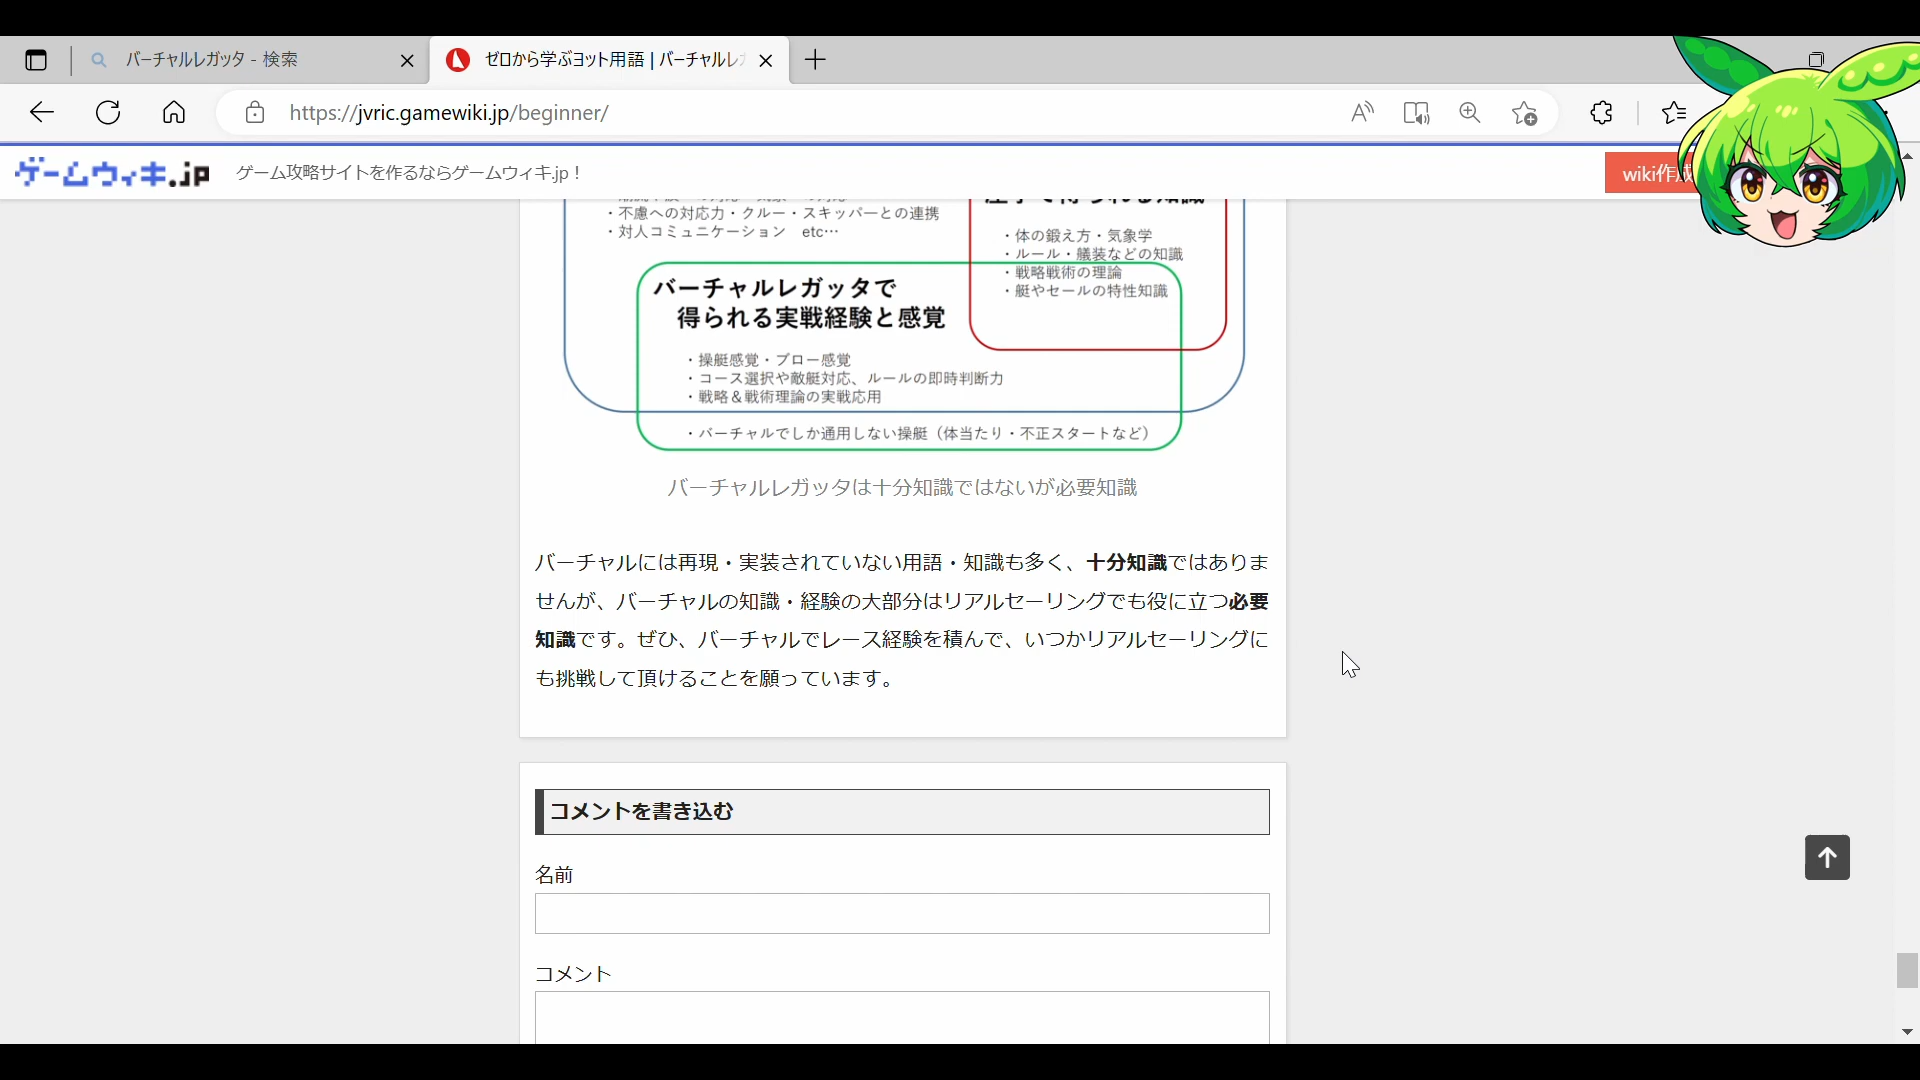 バーチャルレガッタ - 検索
ゼロから学ぶヨット用語 | バーチャルレガ
https://jvric.gamewiki.jp/beginner/
ゲームウィキ.jp
ゲーム攻略サイトを作るならゲームウィキ.jp！
wiki作成
・不慮への対応力・クルー・スキッパーとの連携
・対人コミュニケーション　etc…
座学で得られる知識
・体の鍛え方・気象学
・ルール・艤装などの知識
・戦略戦術の理論
・艇やセールの特性知識
バーチャルレガッタで
得られる実戦経験と感覚
・操艇感覚・ブロー感覚
・コース選択や敵艇対応、ルールの即時判断力
・戦略＆戦術理論の実戦応用
・バーチャルでしか通用しない操艇（体当たり・不正スタートなど）
バーチャルレガッタは十分知識ではないが必要知識
バーチャルには再現・実装されていない用語・知識も多く、十分知識ではありま
せんが、バーチャルの知識・経験の大部分はリアルセーリングでも役に立つ必要
知識です。ぜひ、バーチャルでレース経験を積んで、いつかリアルセーリングに
も挑戦して頂けることを願っています。
コメントを書き込む
名前
コメント